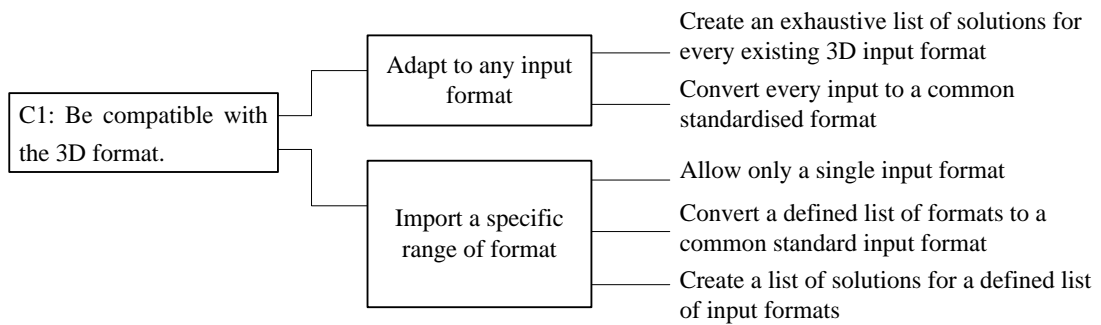 C1: Be compatible with
the 3D format.
Adapt to any input
format
Create an exhaustive list of solutions for
every existing 3D input format
Convert every input to a common
standardised format
Import a specific
range of format
Allow only a single input format
Convert a defined list of formats to a
common standard input format
Create a list of solutions for a defined list
of input formats